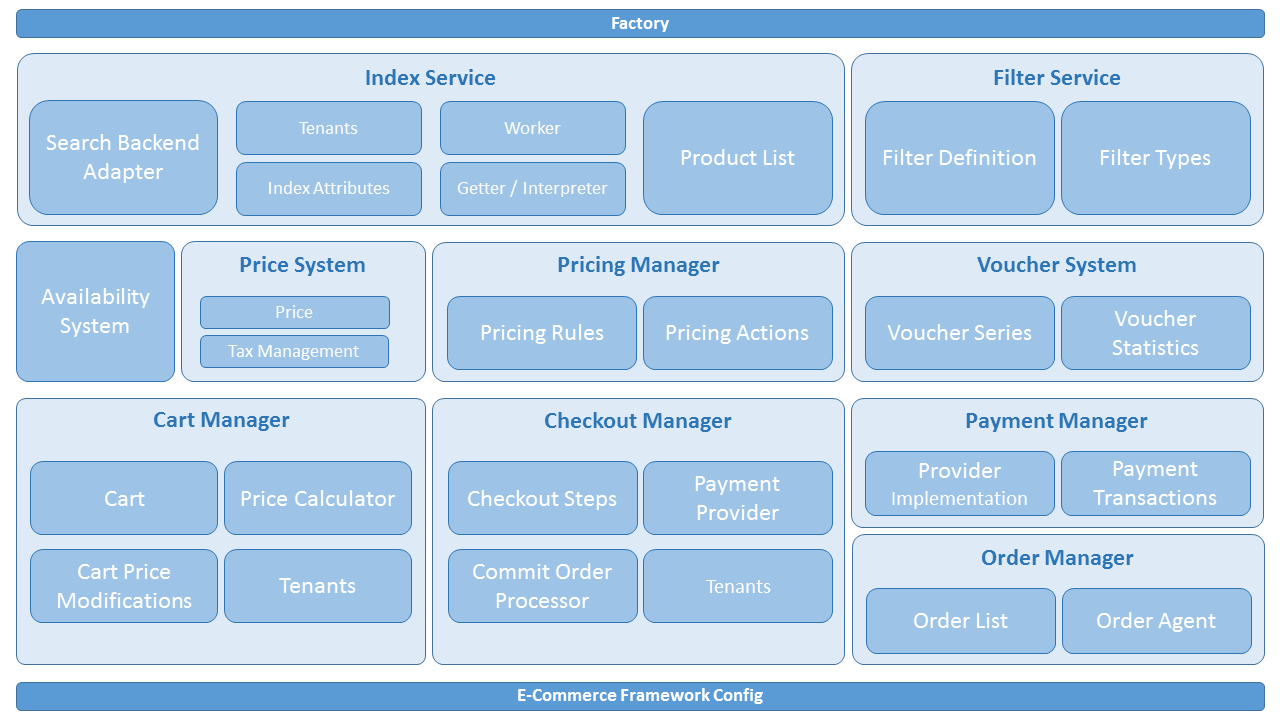 Factory
Index Service
Search Backend
Adapter
Tenants
Worker
Index Attributes
Getter / Interpreter
Product List
Filter Service
Filter Definition
Filter Types
Availability
System
Price System
Price
Tax Management
Pricing Manager
Pricing Rules
Pricing Actions
Voucher System
Voucher Series
Voucher
Statistics
Cart Manager
Cart
Price Calculator
Cart Price
Modifications
Tenants
Checkout Manager
Checkout Steps
Payment
Provider
Commit Order
Processor
Tenants
Payment Manager
Provider
Implementation
Payment
Transactions
Order Manager
Order List
Order Agent
E-Commerce Framework Config